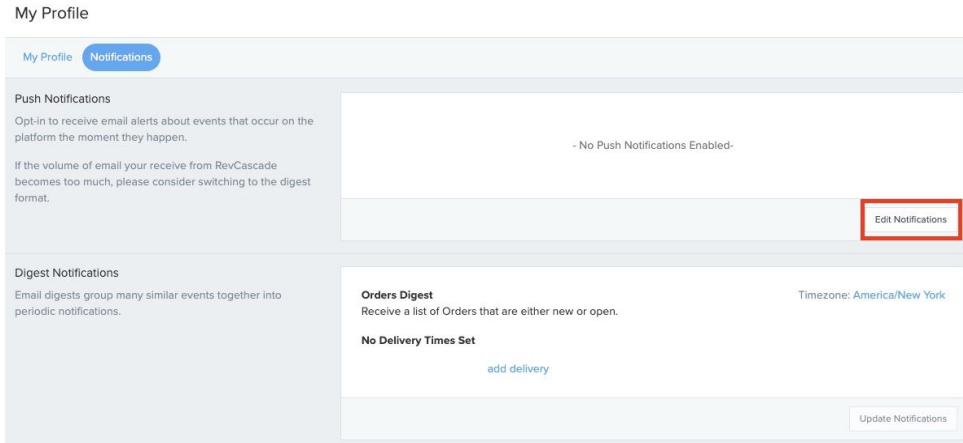 My Profile
My Profile
Notifications
Push Notifications
Opt-in to receive email alerts about events that occur on the
platform the moment they happen.
If the volume of email your receive from RevCascade
becomes too much, please consider switching to the digest
format.
- No Push Notifications Enabled-
Edit Notifications
Digest Notifications
Email digests group many similar events together into
periodic notifications.
Orders Digest
Timezone: America/New York
Receive a list of Orders that are either new or open.
No Delivery Times Set
add delivery
Update Notifications